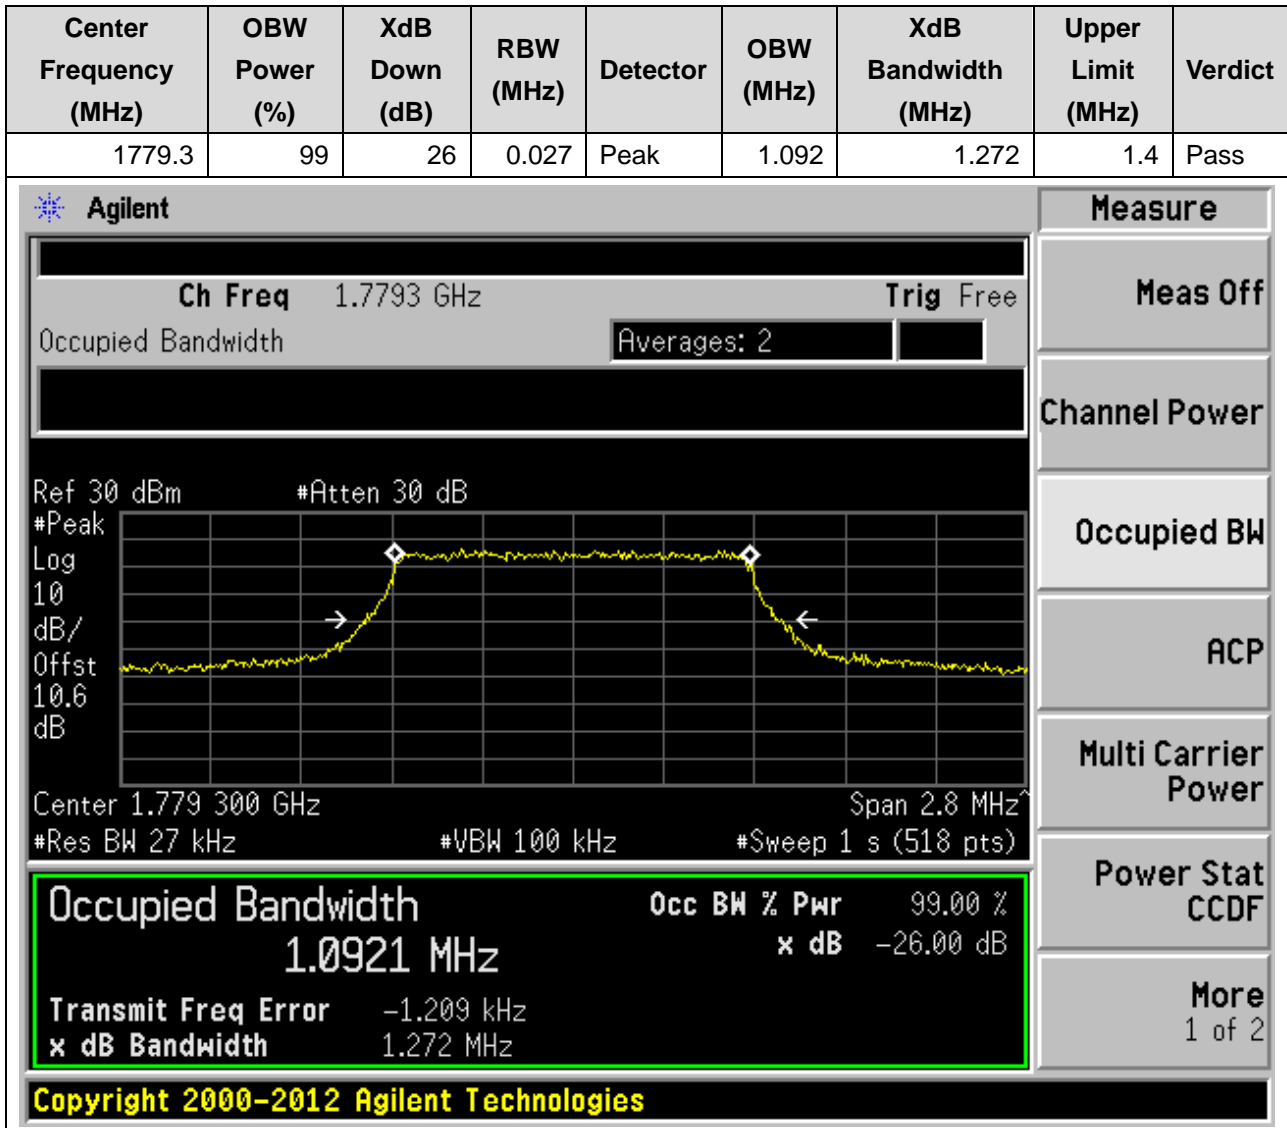 Center Frequency (MHz) OBW Power (%) XdB Down (dB) RBW (MHz) Detector OBW (MHz) XdB Bandwidth (MHz) Upper Limit (MHz) Verdict
1779.3 99 26 0.027 Peak 1.092 1.272 1.4 Pass
Agilent
Ch Freq 1.7793 GHz Trig Free
Occupied Bandwidth Averages: 2
Ref 30 dBm #Atten 30 dB
#Peak
Log
10
dB/
Offst
10.6
dB
Center 1.779 300 GHz Span 2.8 MHz^
#Res BW 27 kHz #VBW 100 kHz #Sweep 1 s (518 pts)
Occupied Bandwidth Occ BW % Pwr 99.00 %
1.0921 MHz x dB -26.00 dB
Transmit Freq Error -1.209 kHz
x dB Bandwidth 1.272 MHz
Measure
Meas Off
Channel Power
Occupied BW
ACP
Multi Carrier
Power
Power Stat
CCDF
More
1 of 2
Copyright 2000-2012 Agilent Technologies